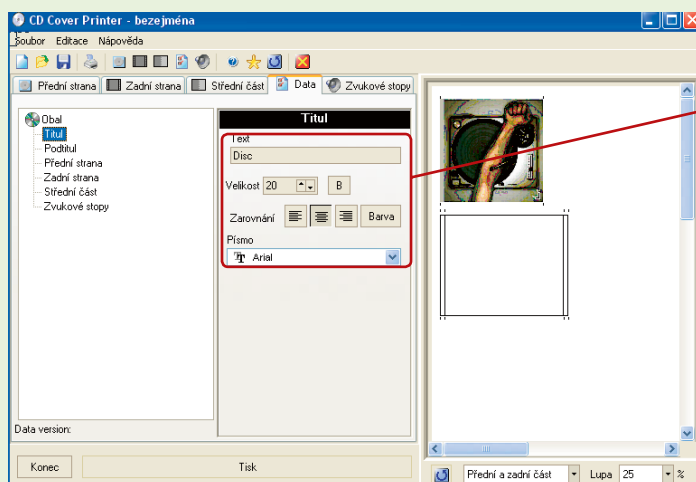 CD Cover Printer - bezejména
Soubor Editace Nápověda
Přední strana Zadní strana Střední část Data Zvukové stopy
Obal
Titul
Podtitul
Přední strana
Zadní strana
Střední část
Zvukové stopy
Data version:
Titul
Text
Disc
Velikost 20 B
Zarovnání Barva
Písmo
Arial
Konec Tisk
Přední a zadní část Lupa 25 %